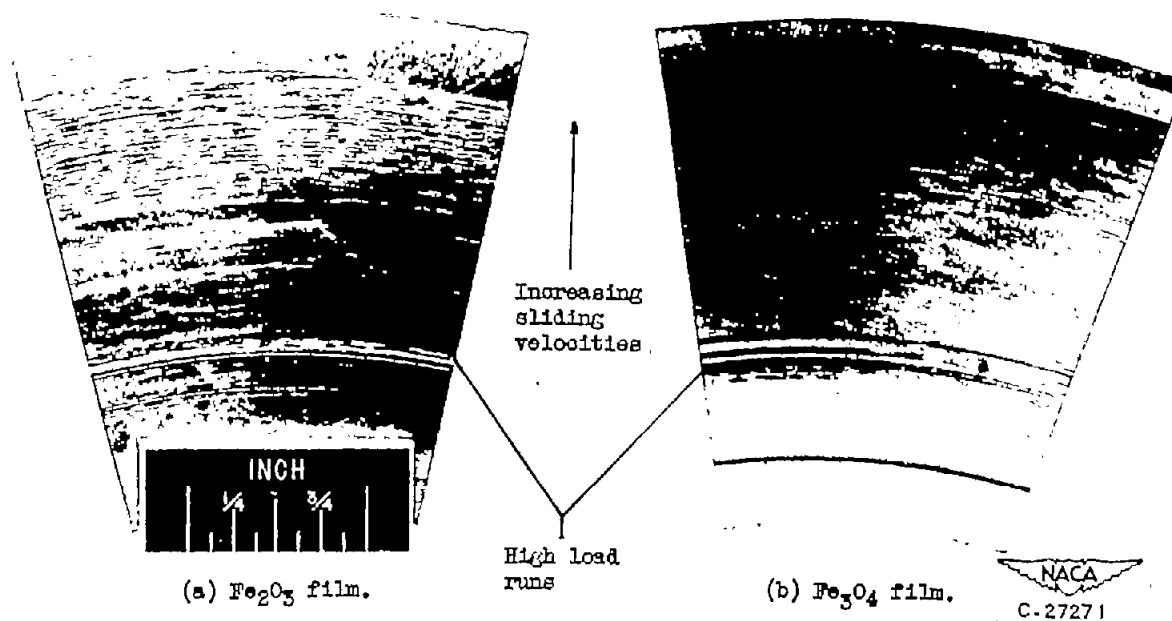 Increasing
sliding
velocities
INCH
1/4 3/4
High load
runs
(a) Fe₂O₃ film.
(b) Fe₃O₄ film.
NACA
C-27271